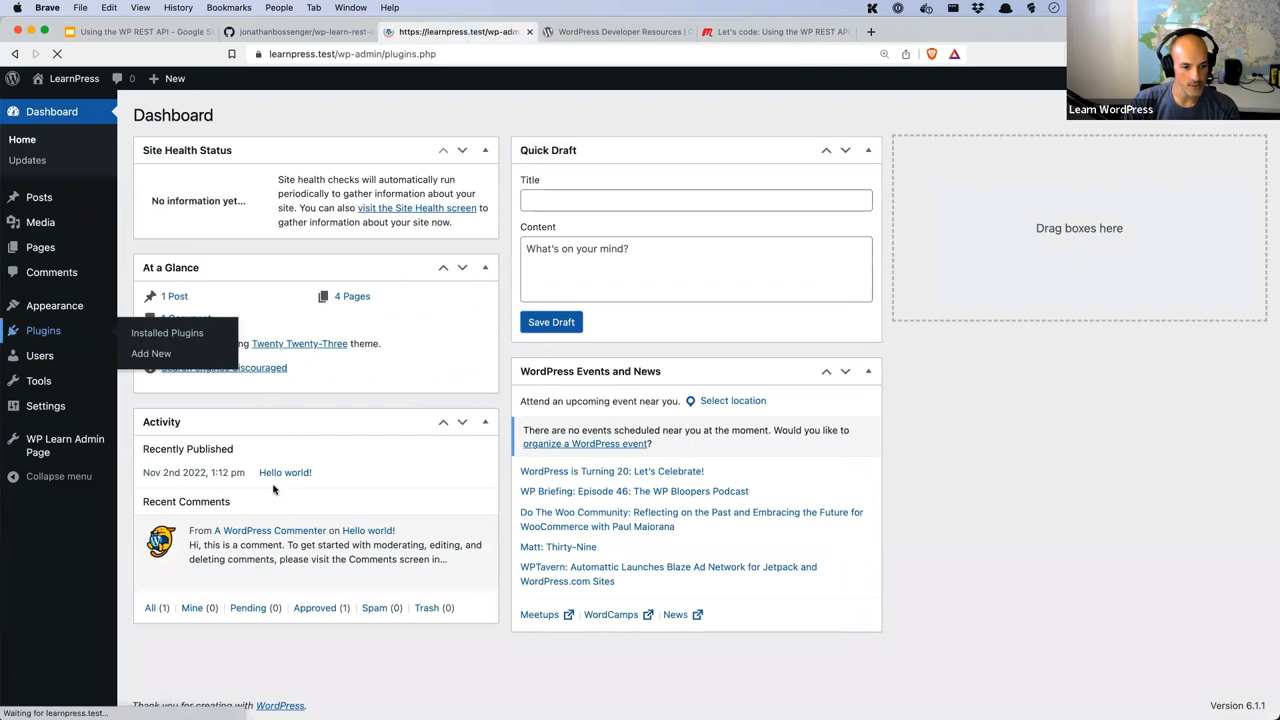 Brave File Edit View History Bookmarks People Tab Window Help
Using the WP REST API - Google S
jonathanbossenger/wp-learn-rest-
https://learnpress.test/wp-adm
WordPress Developer Resources |
Let's code: Using the WP REST API
learnpress.test/wp-admin/plugins.php
LearnPress 0 New
Learn WordPress
Dashboard
Home
Updates
Posts
Media
Pages
Comments
Appearance
Plugins
Installed Plugins
Add New
Users
Tools
Settings
WP Learn Admin
Page
Collapse menu
Dashboard
Site Health Status
No information yet...
Site health checks will automatically run
periodically to gather information about your
site. You can also visit the Site Health screen to
gather information about your site now.
At a Glance
1 Post
4 Pages
Twenty Twenty-Three theme.
Activity
Recently Published
Nov 2nd 2022, 1:12 pm Hello world!
Recent Comments
From A WordPress Commenter on Hello world!
Hi, this is a comment. To get started with moderating, editing, and
deleting comments, please visit the Comments screen in...
All (1) | Mine (0) | Pending (0) | Approved (1) | Spam (0) | Trash (0)
Quick Draft
Title
Content
What's on your mind?
Save Draft
WordPress Events and News
Attend an upcoming event near you. Select location
There are no events scheduled near you at the moment. Would you like to
organize a WordPress event?
WordPress is Turning 20: Let's Celebrate!
WP Briefing: Episode 46: The WP Bloopers Podcast
Do The Woo Community: Reflecting on the Past and Embracing the Future for
WooCommerce with Paul Maiorana
Matt: Thirty-Nine
WPTavern: Automattic Launches Blaze Ad Network for Jetpack and
WordPress.com Sites
Meetups | WordCamps | News
Drag boxes here
Thank you for creating with WordPress.
Version 6.1.1
Waiting for learnpress.test...